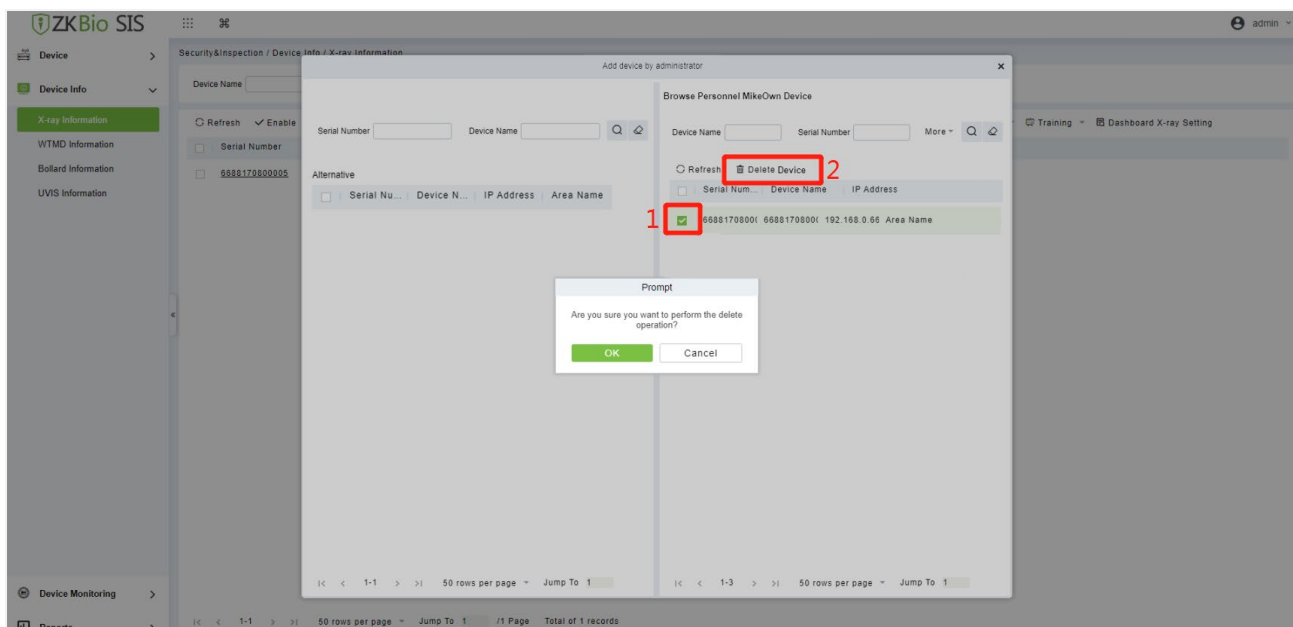 ZKBio SIS
admin
Device
Security&Inspection / Device Info / X-ray Information
Add device by administrator
Device Info
Device Name
Browse Personnel MikeOwn Device
X-ray Information
Refresh Enable
Serial Number Device Name
Device Name Serial Number More
Training Dashboard X-ray Setting
WTMD Information
Serial Number
Bollard Information
6688170800005
Alternative
Refresh Delete Device 2
UVIS Information
Serial Nu... Device N... IP Address Area Name
Serial Num... Device Name IP Address
1 6688170800( 6688170800( 192.168.0.66 Area Name
Prompt
Are you sure you want to perform the delete
operation?
OK Cancel
1-1 50 rows per page Jump To 1
1-3 50 rows per page Jump To 1
Device Monitoring
Reports
1-1 50 rows per page Jump To 1 /1 Page Total of 1 records